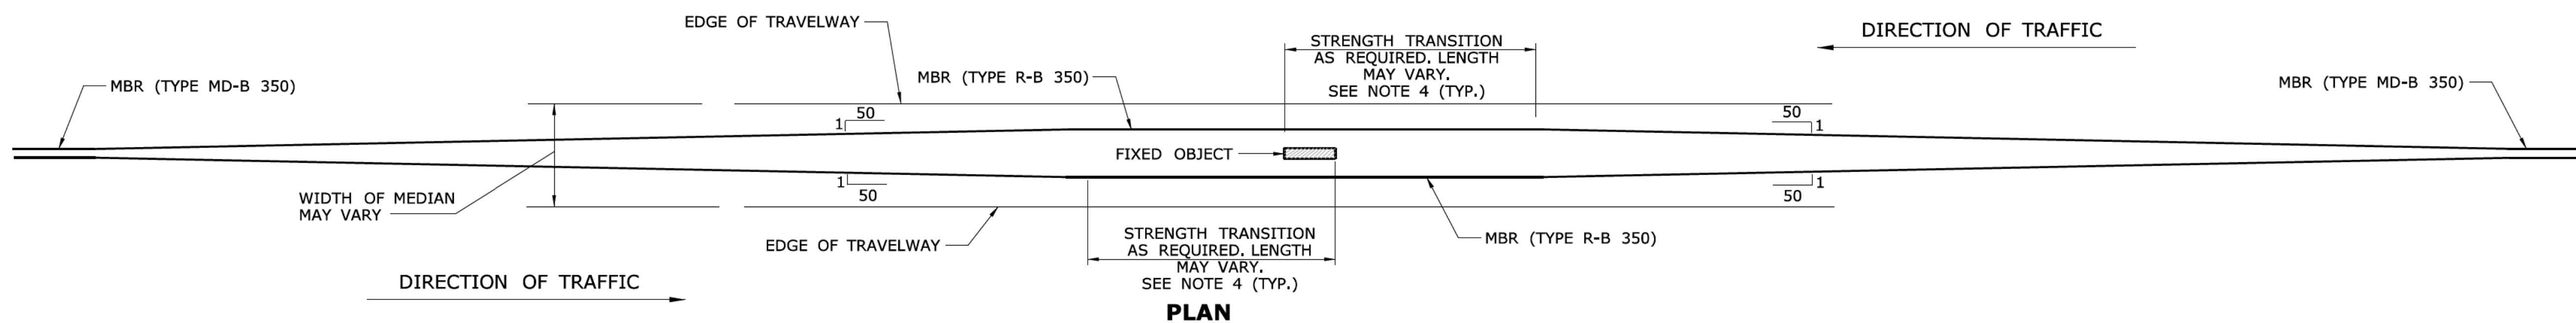 EDGE OF TRAVELWAY
DIRECTION OF TRAFFIC
STRENGTH TRANSITION
AS REQUIRED. LENGTH
MAY VARY.
SEE NOTE 4 (TYP.)
MBR (TYPE MD-B 350)
MBR (TYPE R-B 350)
MBR (TYPE MD-B 350)
50
1
50
1
FIXED OBJECT
1
50
1
50
WIDTH OF MEDIAN
MAY VARY
EDGE OF TRAVELWAY
STRENGTH TRANSITION
AS REQUIRED. LENGTH
MAY VARY.
SEE NOTE 4 (TYP.)
MBR (TYPE R-B 350)
DIRECTION OF TRAFFIC
PLAN